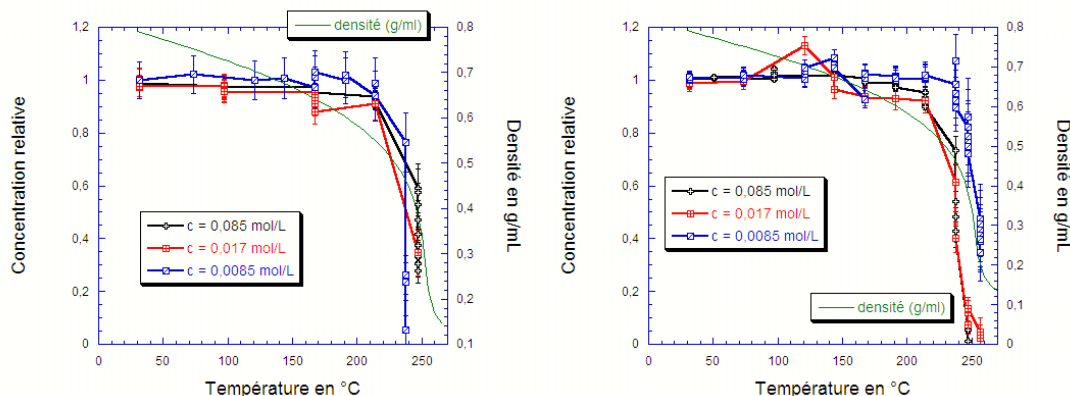 1,2
1
0,8
0,6
0,4
0,2
0
0,8
0,7
0,6
0,5
0,4
0,3
0,2
0,1
0 50 100 150 200 250
Concentration relative
Densité en g/mL
Température en °C
densité (g/ml)
c = 0,085 mol/L
c = 0,017 mol/L
c = 0,0085 mol/L
1,2
1
0,8
0,6
0,4
0,2
0
0,8
0,7
0,6
0,5
0,4
0,3
0,2
0,1
0
0 50 100 150 200 250
Concentration relative
Densité en g/mL
Température en °C
c = 0,085 mol/L
c = 0,017 mol/L
c = 0,0085 mol/L
densité (g/ml)